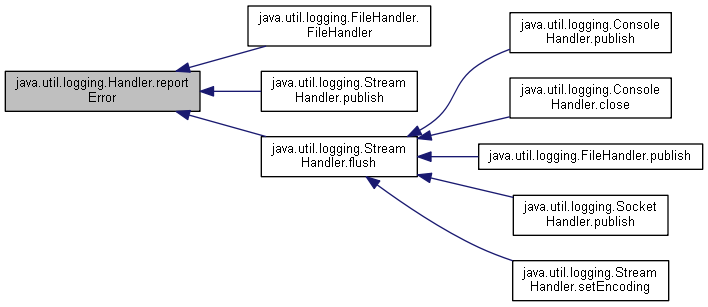 java.util.logging.FileHandler.
FileHandler
java.util.logging.Console
Handler.publish
java.util.logging.Handler.report
Error
java.util.logging.Stream
Handler.publish
java.util.logging.Console
Handler.close
java.util.logging.Stream
Handler.flush
java.util.logging.FileHandler.publish
java.util.logging.Socket
Handler.publish
java.util.logging.Stream
Handler.setEncoding